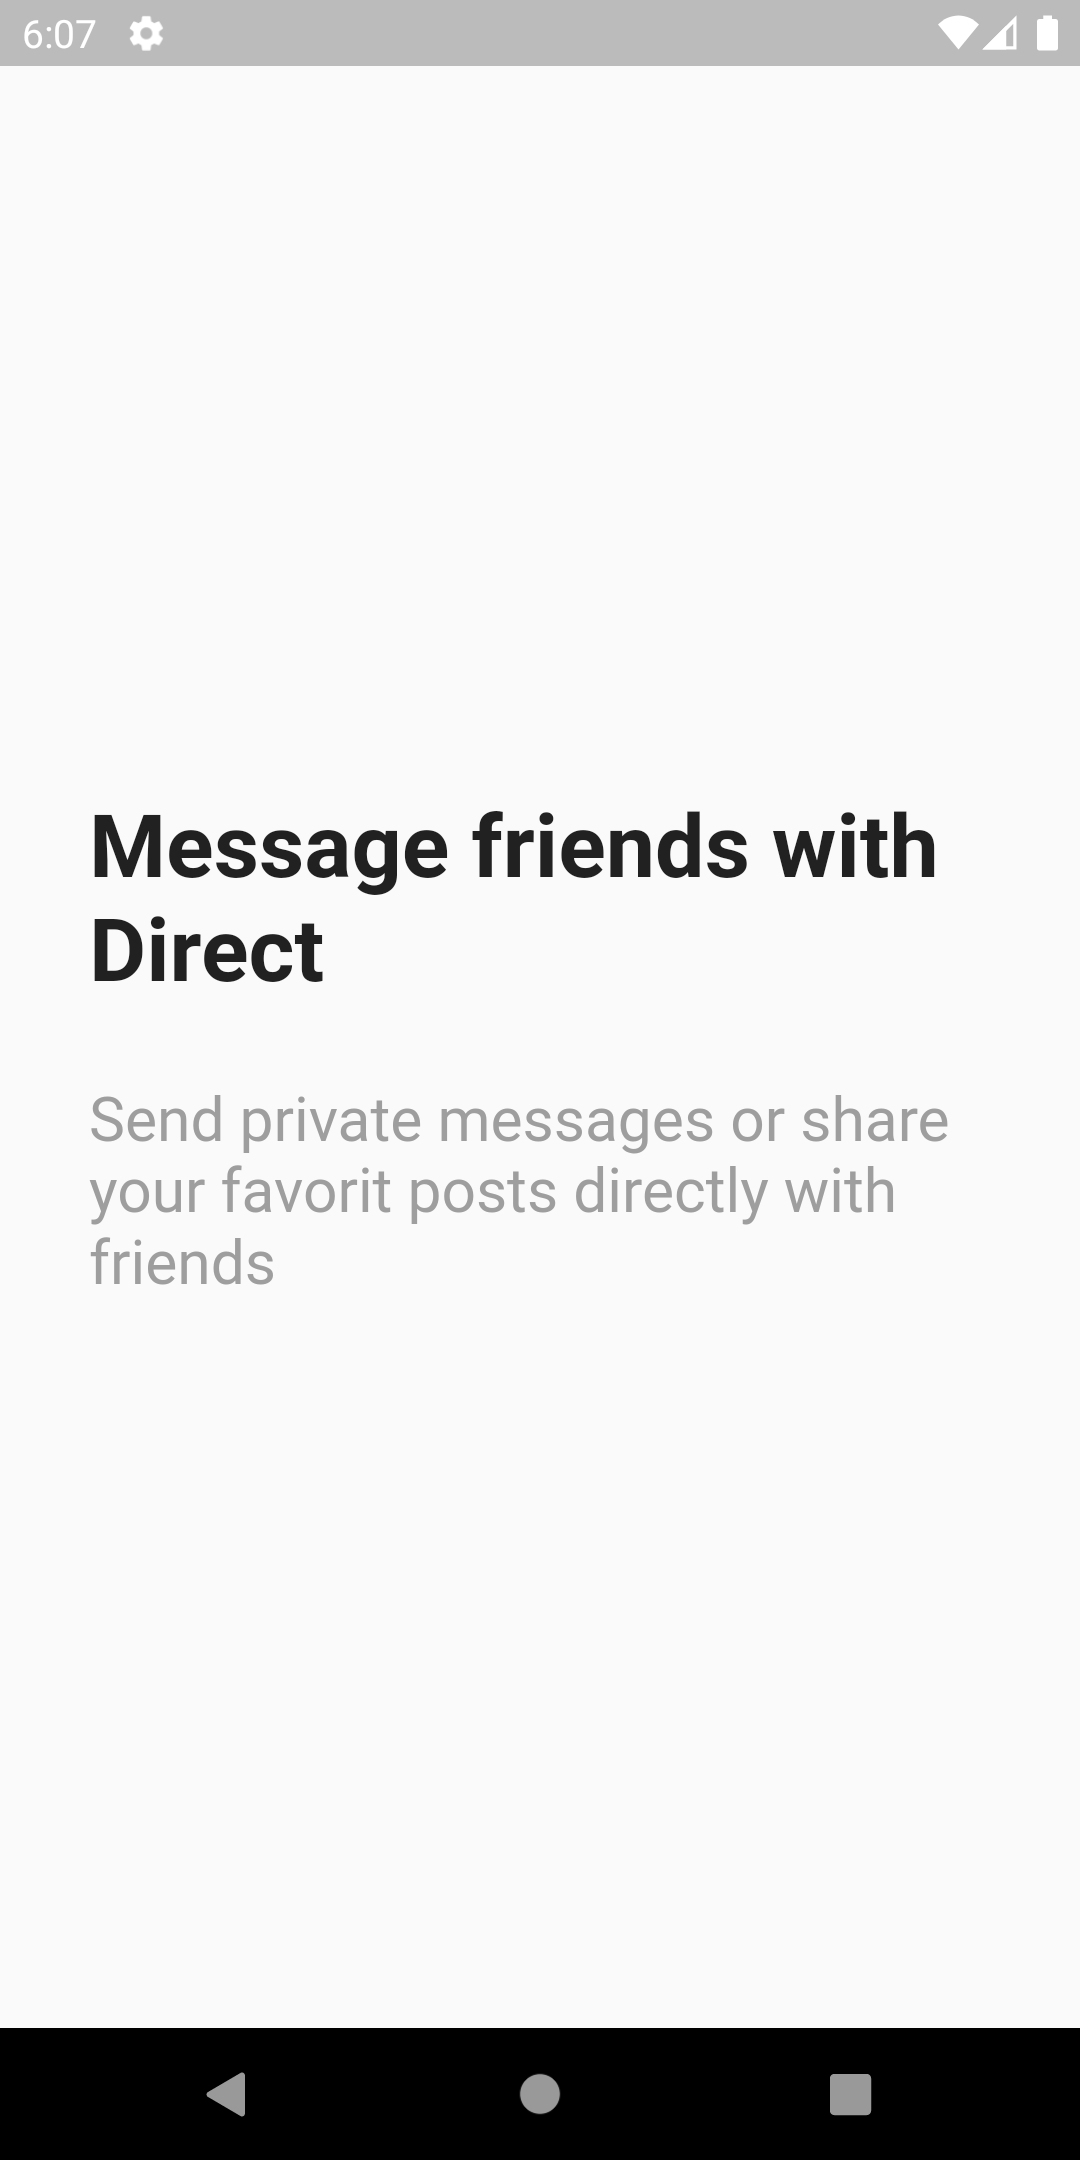 6:07
Message friends with
Direct
Send private messages or share
your favorit posts directly with
friends